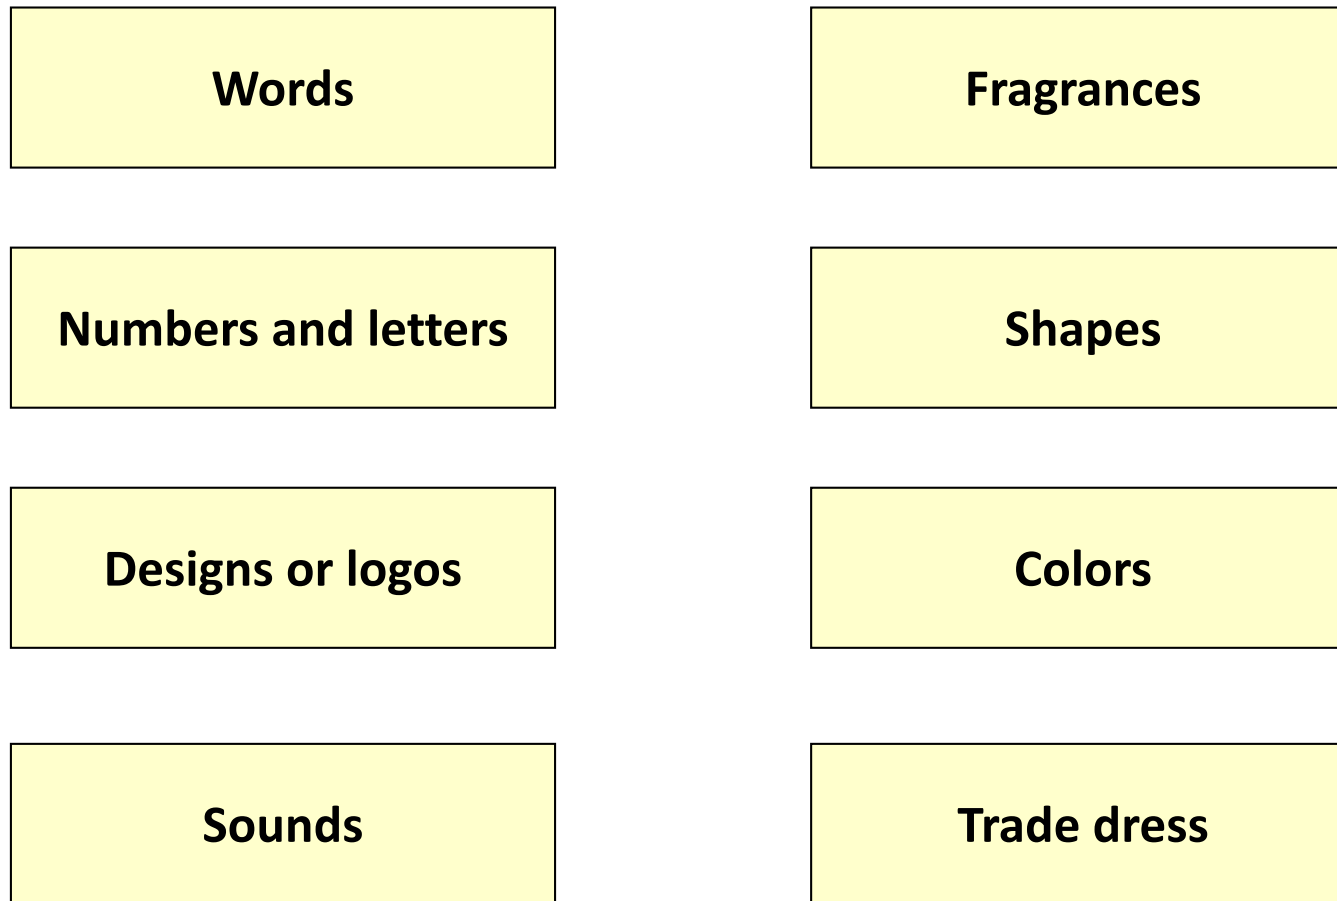 Words
Fragrances
Numbers and letters
Shapes
Designs or logos
Colors
Sounds
Trade dress